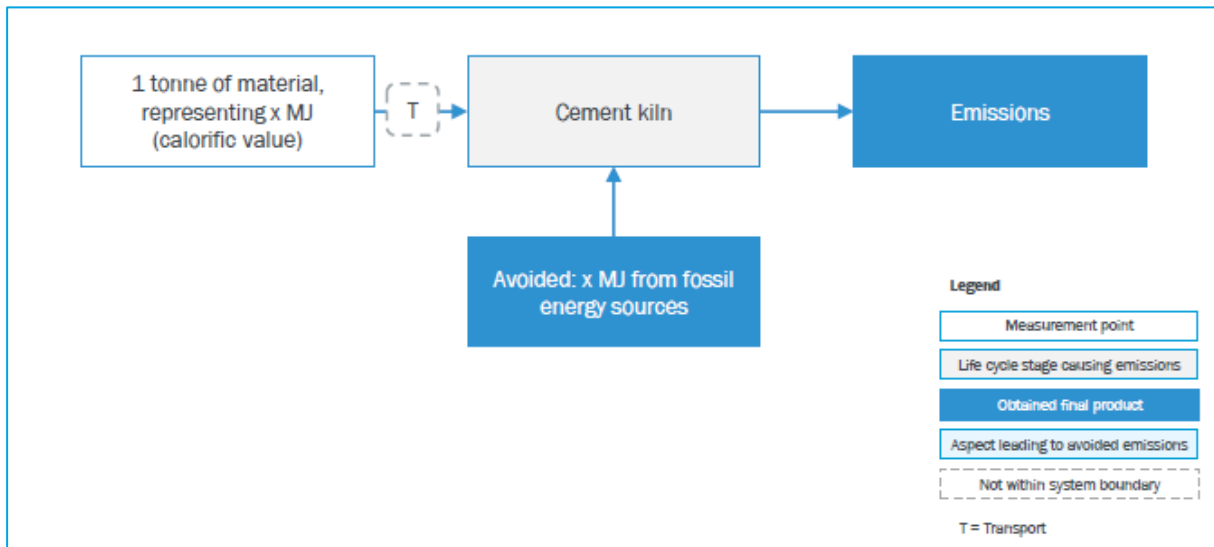 1 tonne of material,
representing x MJ
(calorific value)
T
Cement kiln
Emissions
Avoided: x MJ from fossil
energy sources
Legend
Measurement point
Life cycle stage causing emissions
Obtained final product
Aspect leading to avoided emissions
Not within system boundary
T = Transport